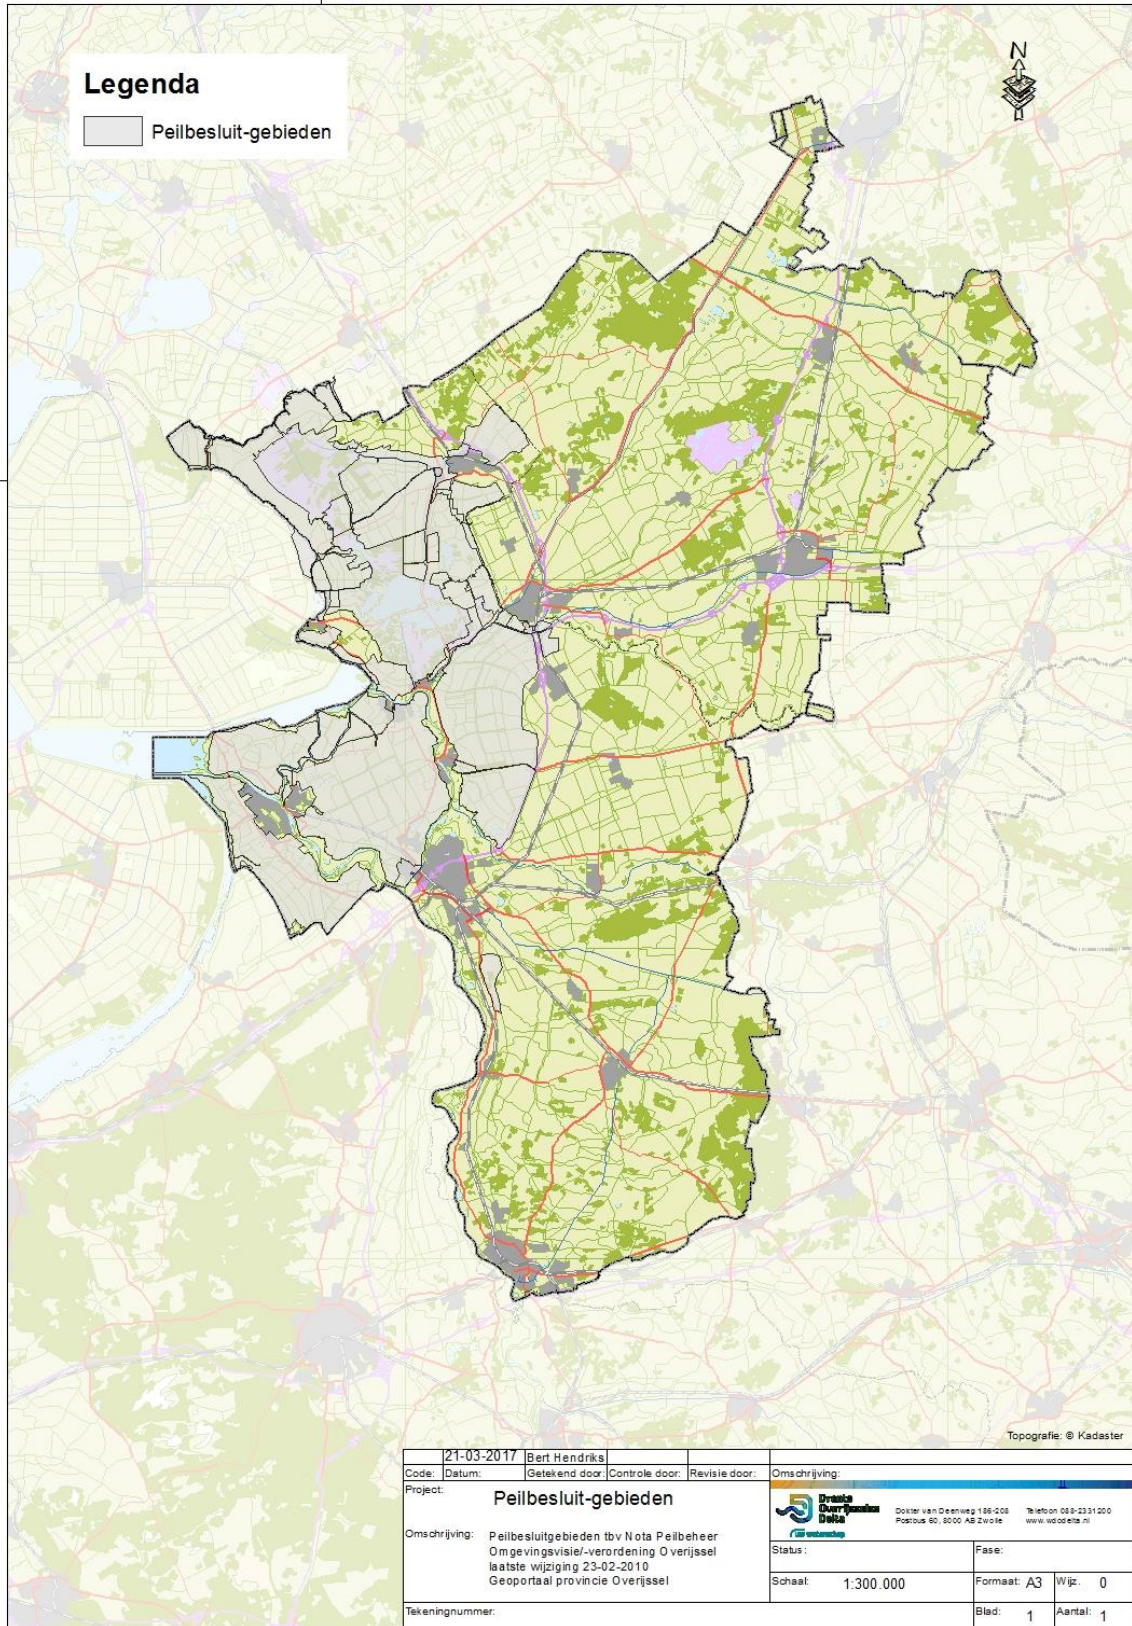 N
Legenda
Peilbesluit-gebieden
Topografie: © Kadaster
21-03-2017 Bert Hendriks
Code: Datum: Getekend door: Controle door: Revisie door: Omschrijving:
Project:
Peilbesluit-gebieden
Omschrijving: Peilbesluitgebieden tbv Nota Peilbeheer
Omgevingsvisie/-verordening Overijssel
laatste wijziging 23-02-2010
Geoportaal provincie Overijssel
Drents
Overijsselse
Delta
waterschap
Dokter van Deenweg 186-208
Postbus 60, 8000 AB Zwolle
Telefoon 088-2331200
www.wdodelta.nl
Status: Fase:
Schaal: 1:300.000 Formaat: A3 Wijz. 0
Tekeningnummer: Blad: 1 Aantal: 1